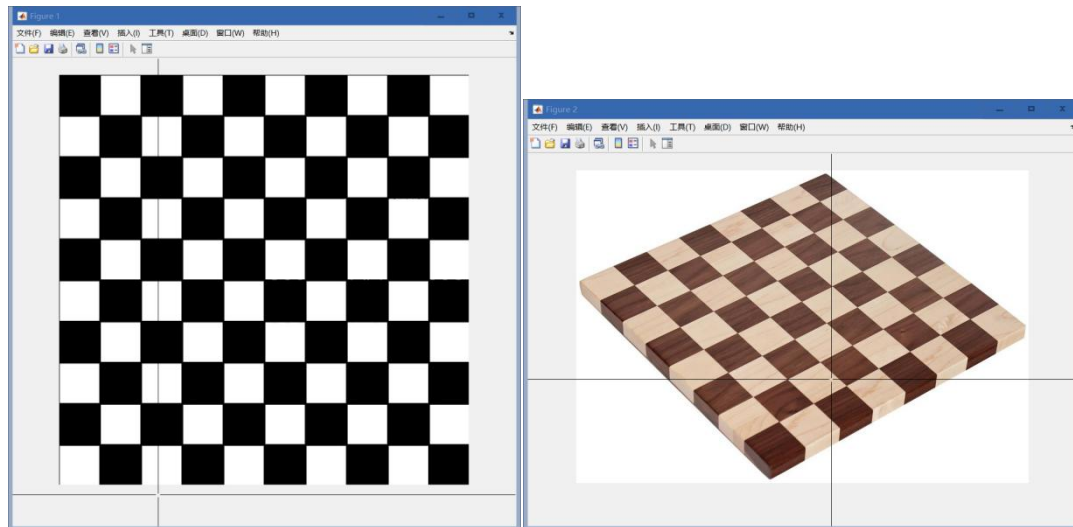 Figure 1
文件(F) 编辑(E) 查看(V) 插入(I) 工具(T) 桌面(D) 窗口(W) 帮助(H)
Figure 2
文件(F) 编辑(E) 查看(V) 插入(I) 工具(T) 桌面(D) 窗口(W) 帮助(H)